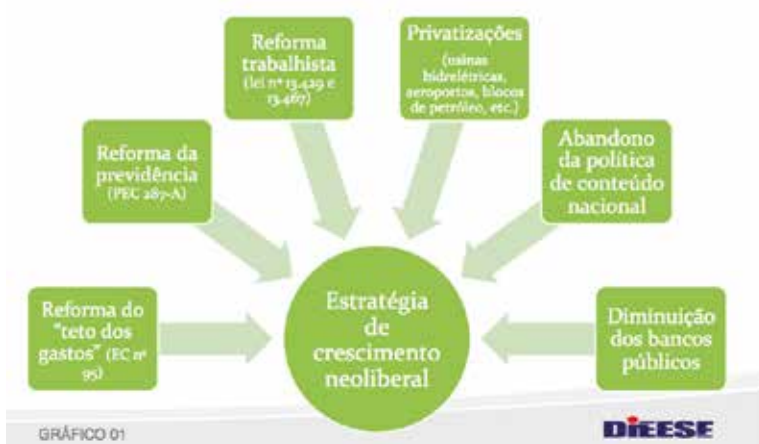 Reforma do
"teto dos
gastos" (EC nº
95)
Reforma da
previdência
(PEC 287-A)
Reforma
trabalhista
(lei nº 13.429 e
13.467)
Privatizações
(usinas
hidrelétricas,
aeroportos, blocos
de petróleo, etc.)
Abandono
da política
de conteúdo
nacional
Diminuição
dos bancos
públicos
Estratégia
de
crescimento
neoliberal
GRÁFICO 01
DIEESE